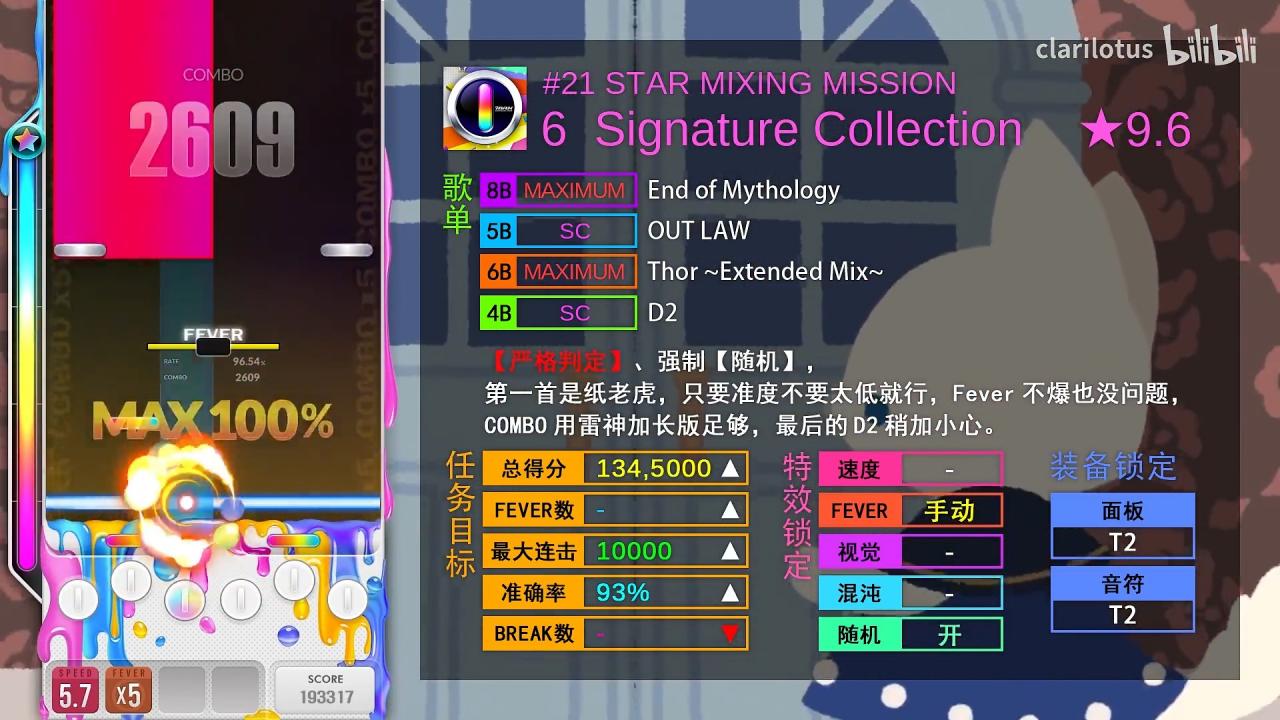 clarilotus bilibili
COMBO
2609
FEVER
RATE 96.54%
COMBO 2609
MAX 100%
SPEED 5.7
FEVER x5
SCORE
193317
#21 STAR MIXING MISSION
6 Signature Collection ★9.6
歌单
8B MAXIMUM End of Mythology
5B SC OUT LAW
6B MAXIMUM Thor ~Extended Mix~
4B SC D2
【严格判定】、强制【随机】，
第一首是纸老虎，只要准度不要太低就行，Fever 不爆也没问题，
COMBO 用雷神加长版足够，最后的 D2 稍加小心。
任务目标
总得分 134,5000 ▲
FEVER数 - ▲
最大连击 10000 ▲
准确率 93% ▲
BREAK数 - ▼
特效锁定
速度 -
FEVER 手动
视觉 -
混沌 -
随机 开
装备锁定
面板
T2
音符
T2